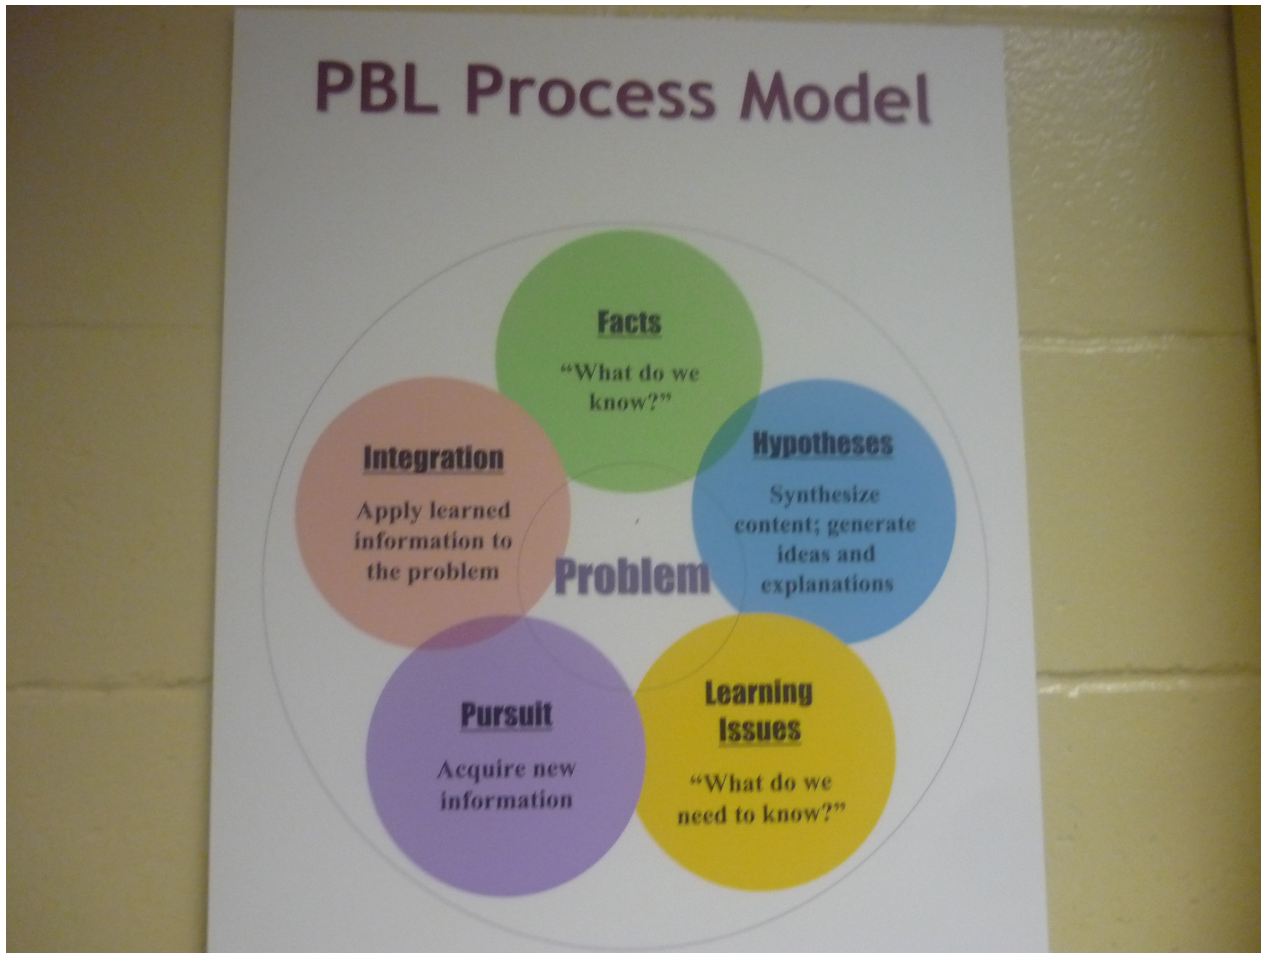 PBL Process Model
Facts
“What do we
know?”
Hypotheses
Synthesize
content; generate
ideas and
explanations
Learning
Issues
“What do we
need to know?”
Pursuit
Acquire new
information
Integration
Apply learned
information to
the problem
Problem